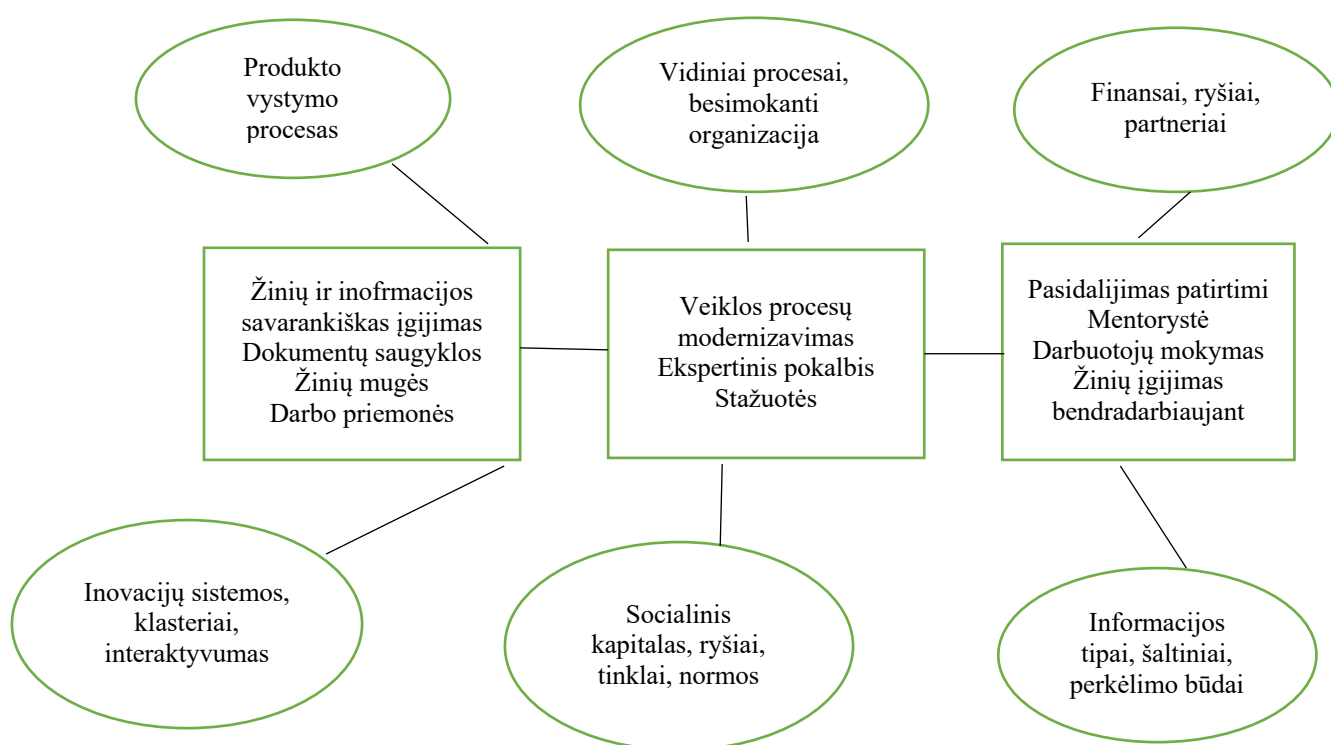 Produkto
vystymo
procesas
Vidiniai procesai,
besimokanti
organizacija
Finansai, ryšiai,
partneriai
Žinių ir inofrmacijos
savarankiškas įgijimas
Dokumentų saugyklos
Žinių mugės
Darbo priemonės
Veiklos procesų
modernizavimas
Ekspertinis pokalbis
Stažuotės
Pasidalijimas patirtimi
Mentorystė
Darbuotojų mokymas
Žinių įgijimas
bendradarbiaujant
Inovacijų sistemos,
klasteriai,
interaktyvumas
Socialinis
kapitalas, ryšiai,
tinklai, normos
Informacijos
tipai, šaltiniai,
perkėlimo būdai